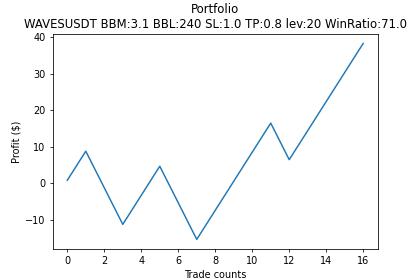 Portfolio
WAVESUSDT BBM:3.1 BBL:240 SL:1.0 TP:0.8 lev:20 WinRatio:71.0
40
30
20
10
0
−10
Profit ($)
0 2 4 6 8 10 12 14 16
Trade counts